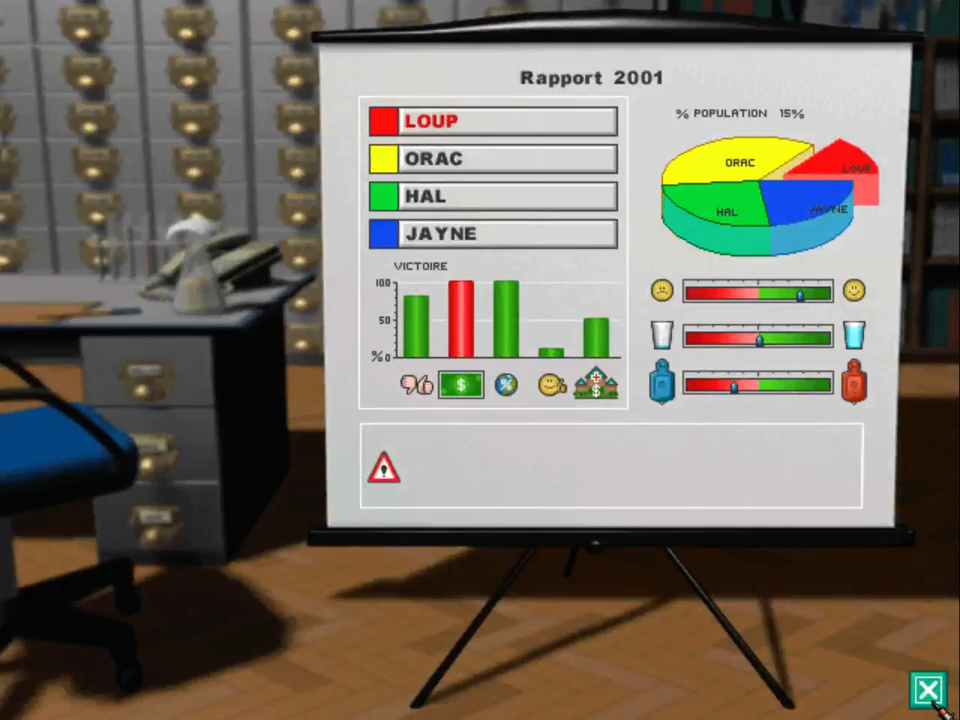 Rapport 2001
LOUP
ORAC
HAL
JAYNE
VICTOIRE
100
50
% 0
$
%
$
% POPULATION 15%
ORAC
LOUP
HAL
JAYNE